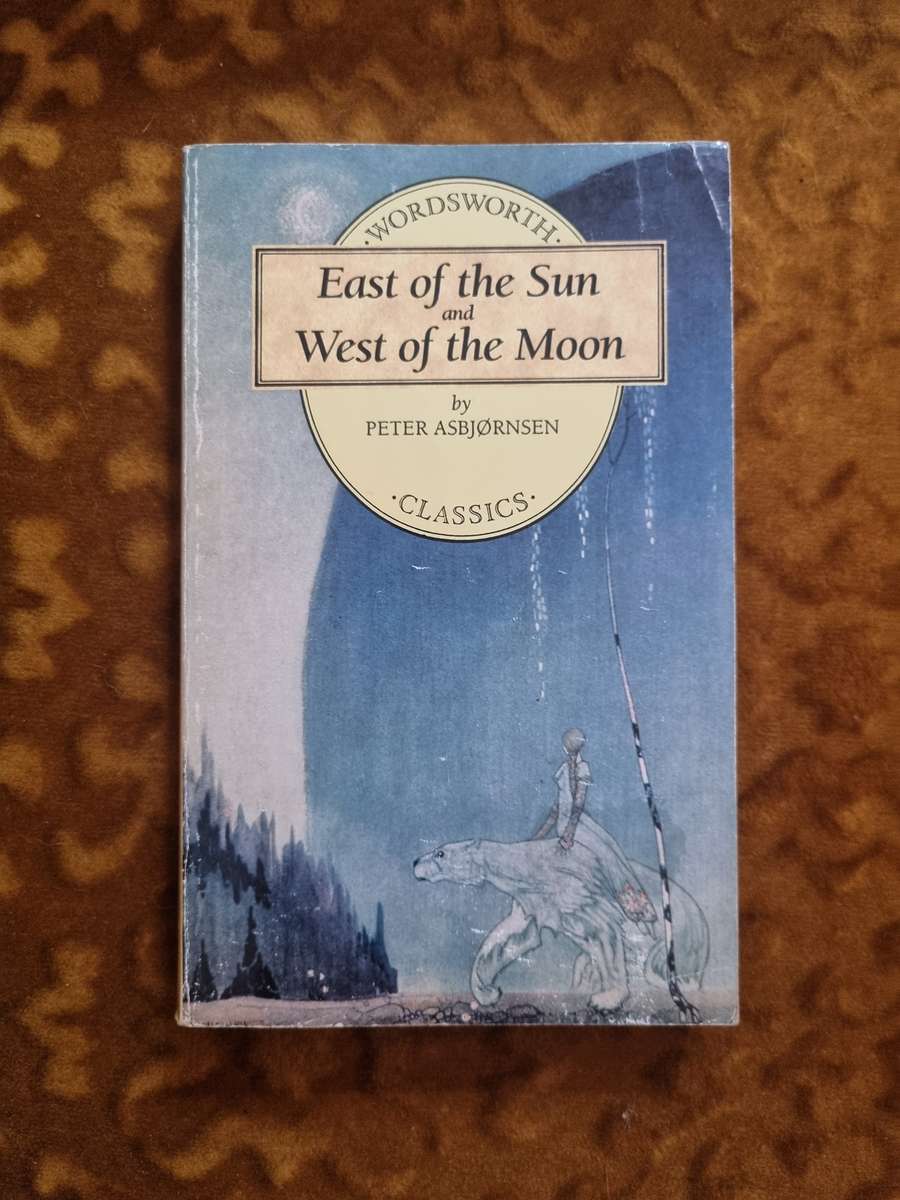 ·WORDSWORTH·
East of the Sun
and
West of the Moon
by
PETER ASBJØRNSEN
·CLASSICS·